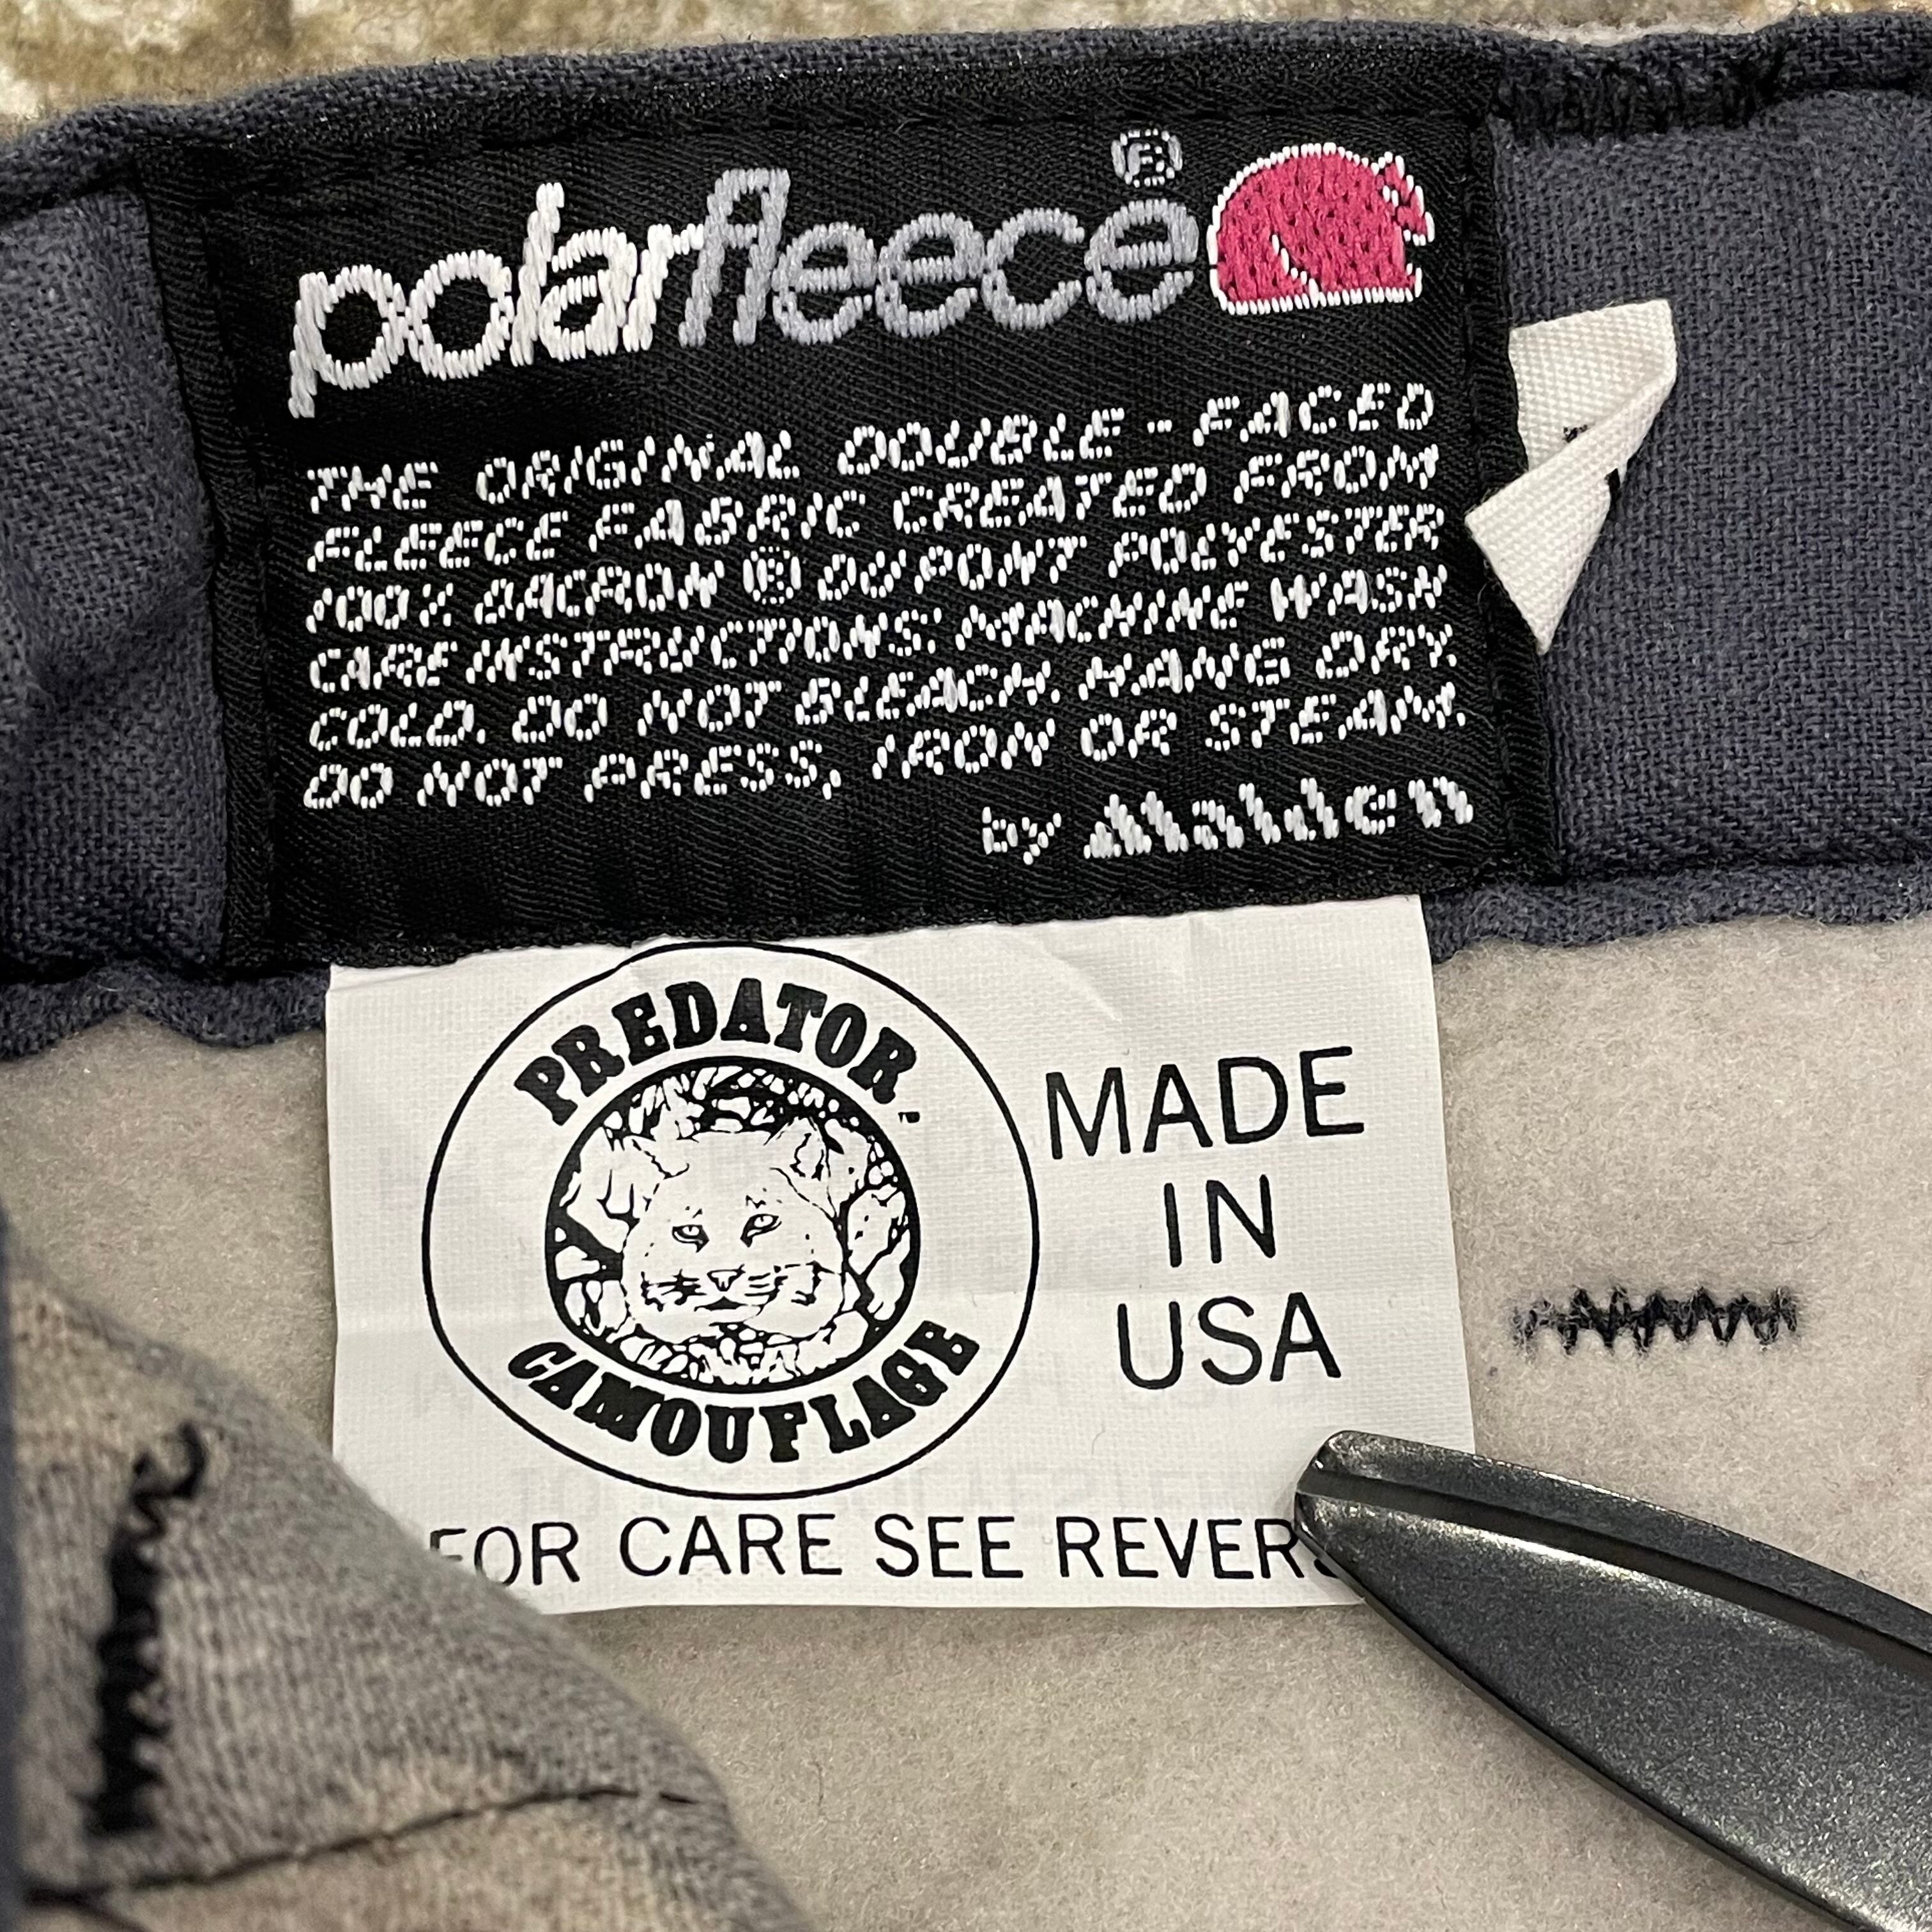 polarfleece®
THE ORIGINAL DOUBLE-FACED
FLEECE FABRIC CREATED FROM
100% DACRON ® DUPONT POLYESTER
CARE INSTRUCTIONS: MACHINE WASH
COLD. DO NOT BLEACH. HANG DRY.
DO NOT PRESS, IRON OR STEAM.
by Malden
PREDATOR™
CAMOUFLAGE
MADE
IN
USA
FOR CARE SEE REVERS